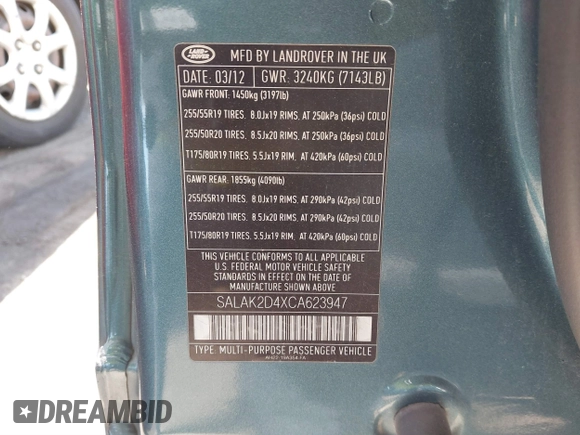 LAND ROVER
MFD BY LANDROVER IN THE UK
DATE: 03/12 GWR: 3240KG (7143LB)
GAWR FRONT: 1450kg (3197lb)
255/55R19 TIRES. 8.0Jx19 RIMS. AT 250kPa (36psi) COLD
255/50R20 TIRES. 8.5Jx20 RIMS. AT 250kPa (36psi) COLD
T175/80R19 TIRES. 5.5Jx19 RIM. AT 420kPa (60psi) COLD
GAWR REAR: 1855kg (4090lb)
255/55R19 TIRES. 8.0Jx19 RIMS. AT 290kPa (42psi) COLD
255/50R20 TIRES. 8.5Jx20 RIMS. AT 290kPa (42psi) COLD
T175/80R19 TIRES. 5.5Jx19 RIM. AT 420kPa (60psi) COLD
THIS VEHICLE CONFORMS TO ALL APPLICABLE
U.S. FEDERAL MOTOR VEHICLE SAFETY
STANDARDS IN EFFECT ON THE DATE OF
MANUFACTURE SHOWN ABOVE.
SALAK2D4XCA623947
TYPE: MULTI-PURPOSE PASSENGER VEHICLE
DREAMBID